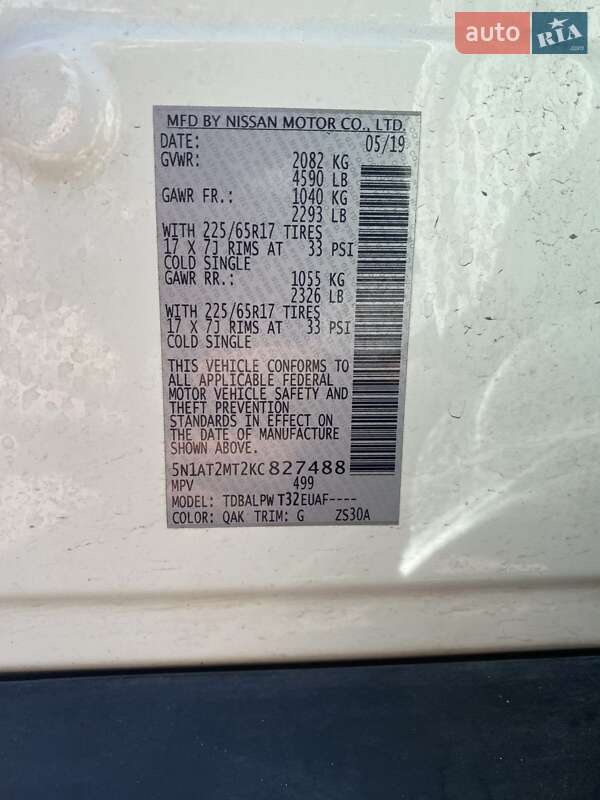 auto RIA .com
MFD BY NISSAN MOTOR CO., LTD.
DATE: 05/19
GVWR: 2082 KG
4590 LB
GAWR FR.: 1040 KG
2293 LB
WITH 225/65R17 TIRES
17 X 7J RIMS AT 33 PSI
COLD SINGLE
GAWR RR.: 1055 KG
2326 LB
WITH 225/65R17 TIRES
17 X 7J RIMS AT 33 PSI
COLD SINGLE
THIS VEHICLE CONFORMS TO
ALL APPLICABLE FEDERAL
MOTOR VEHICLE SAFETY AND
THEFT PREVENTION
STANDARDS IN EFFECT ON
THE DATE OF MANUFACTURE
SHOWN ABOVE.
5N1AT2MT2KC827488
MPV 499
MODEL: TDBALPW T32EUAF----
COLOR: QAK TRIM: G ZS30A